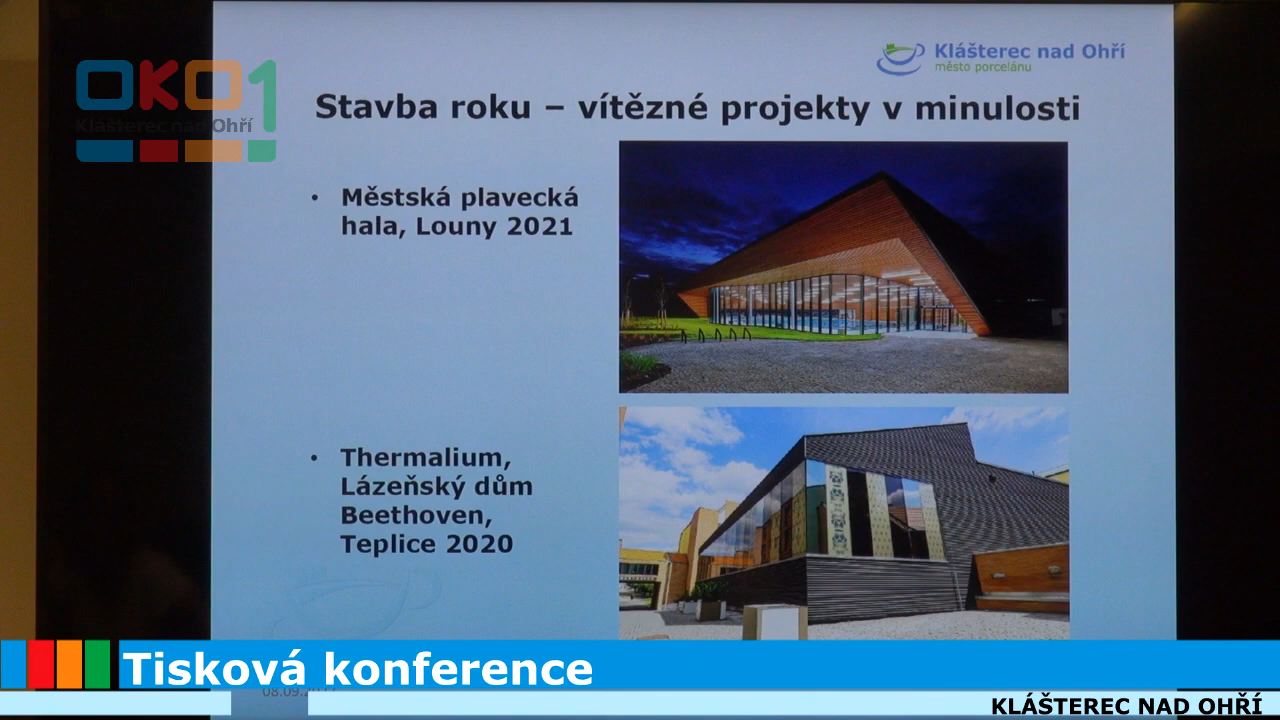 Klášterec nad Ohří
město porcelánu
OKO1
Klášterec nad Ohří
Stavba roku – vítězné projekty v minulosti
• Městská plavecká
hala, Louny 2021
• Thermalium,
Lázeňský dům
Beethoven,
Teplice 2020
Tisková konference
KLÁŠTEREC NAD OHŘÍ